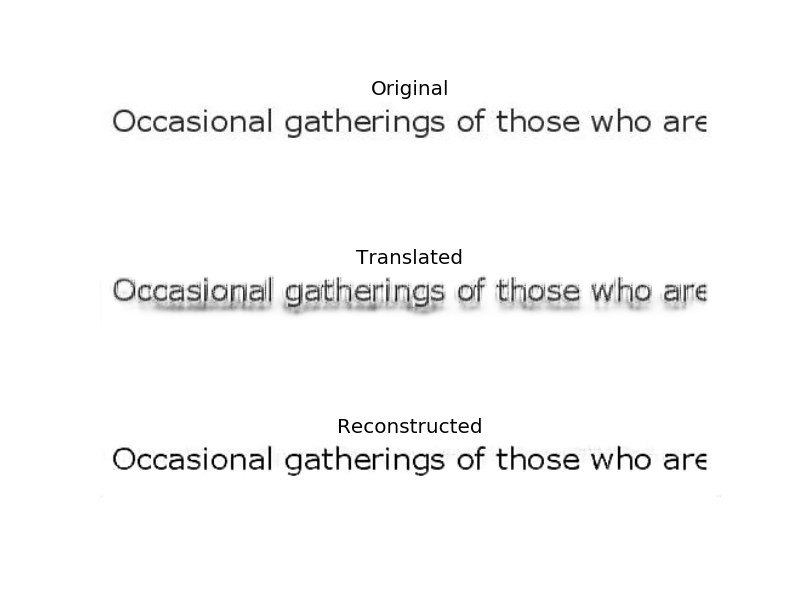 Original
Occasional gatherings of those who are
Translated
Occasional gatherings of those who are
Reconstructed
Occasional gatherings of those who are